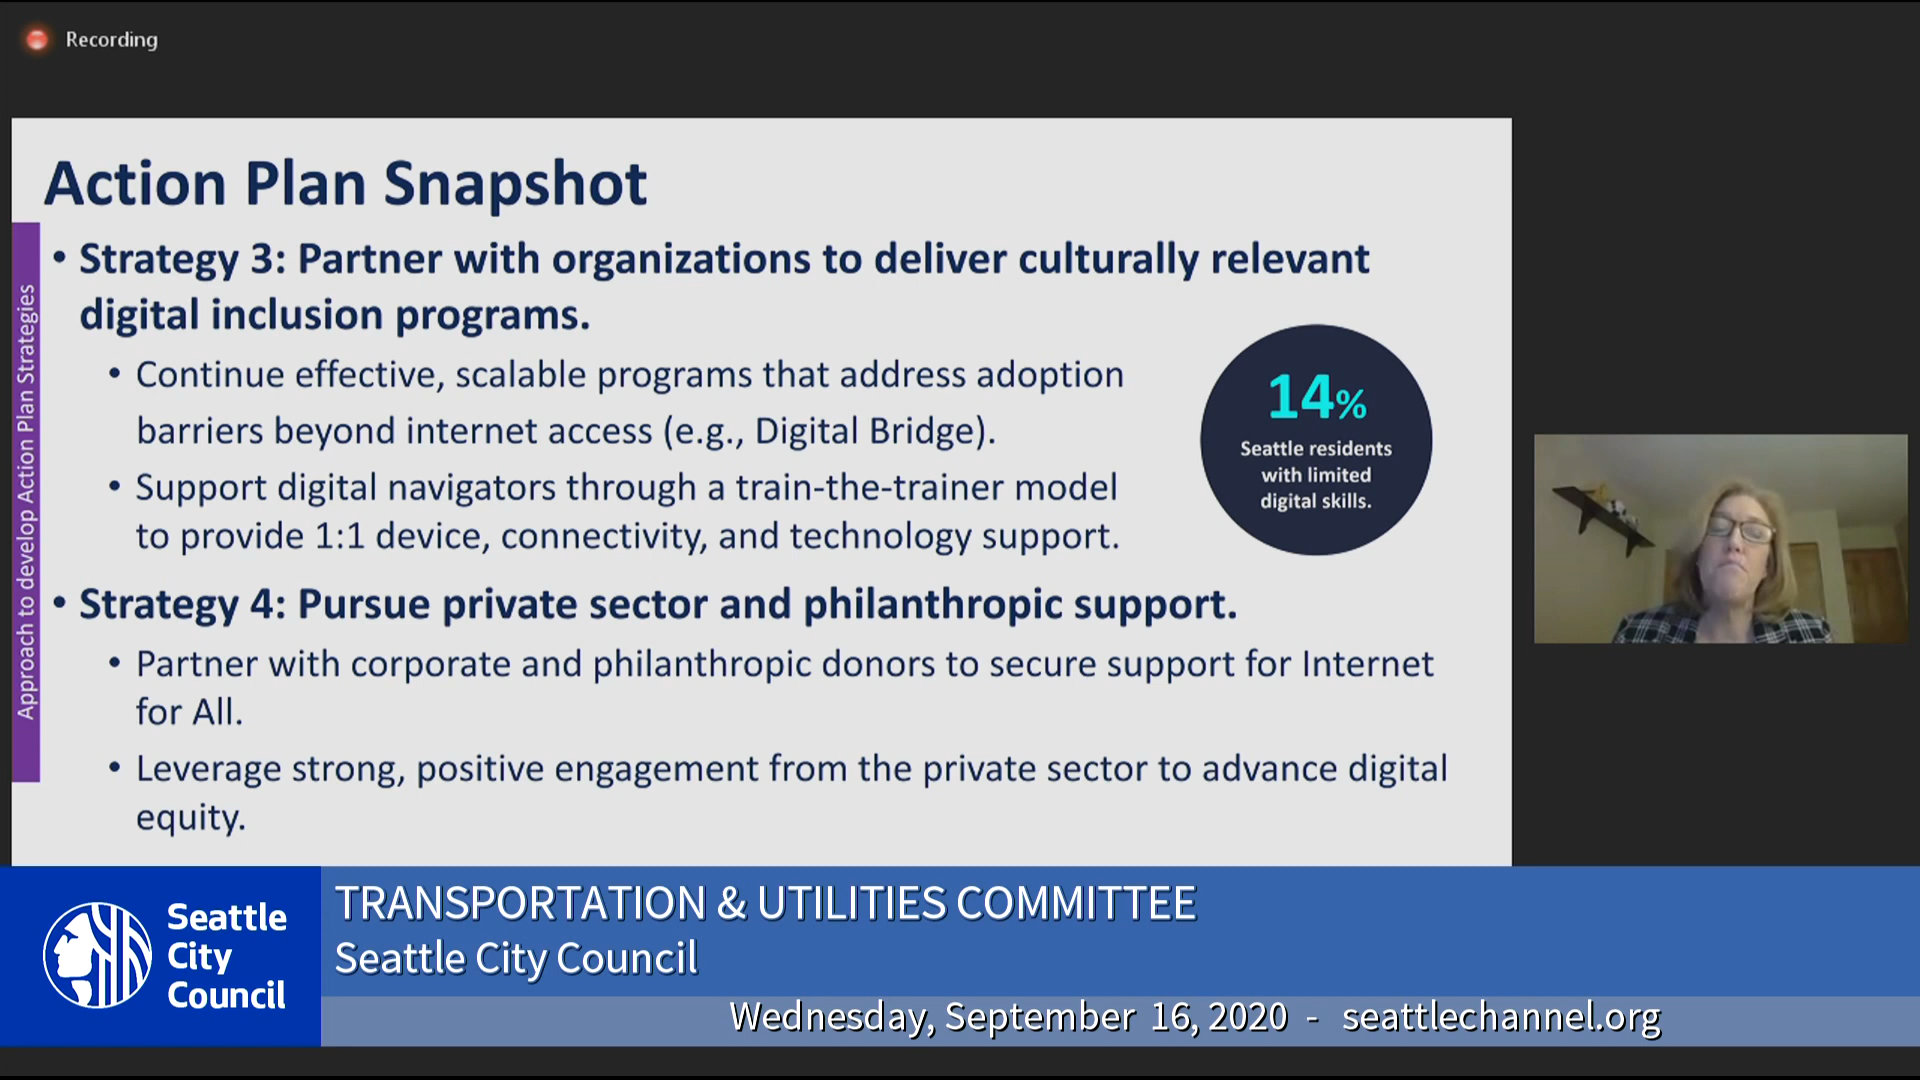 Recording
Action Plan Snapshot
Approach to develop Action Plan Strategies
• Strategy 3: Partner with organizations to deliver culturally relevant
digital inclusion programs.
• Continue effective, scalable programs that address adoption
barriers beyond internet access (e.g., Digital Bridge).
• Support digital navigators through a train-the-trainer model
to provide 1:1 device, connectivity, and technology support.
14%
Seattle residents
with limited
digital skills.
• Strategy 4: Pursue private sector and philanthropic support.
• Partner with corporate and philanthropic donors to secure support for Internet
for All.
• Leverage strong, positive engagement from the private sector to advance digital
equity.
Seattle
City
Council
TRANSPORTATION & UTILITIES COMMITTEE
Seattle City Council
Wednesday, September 16, 2020 - seattlechannel.org